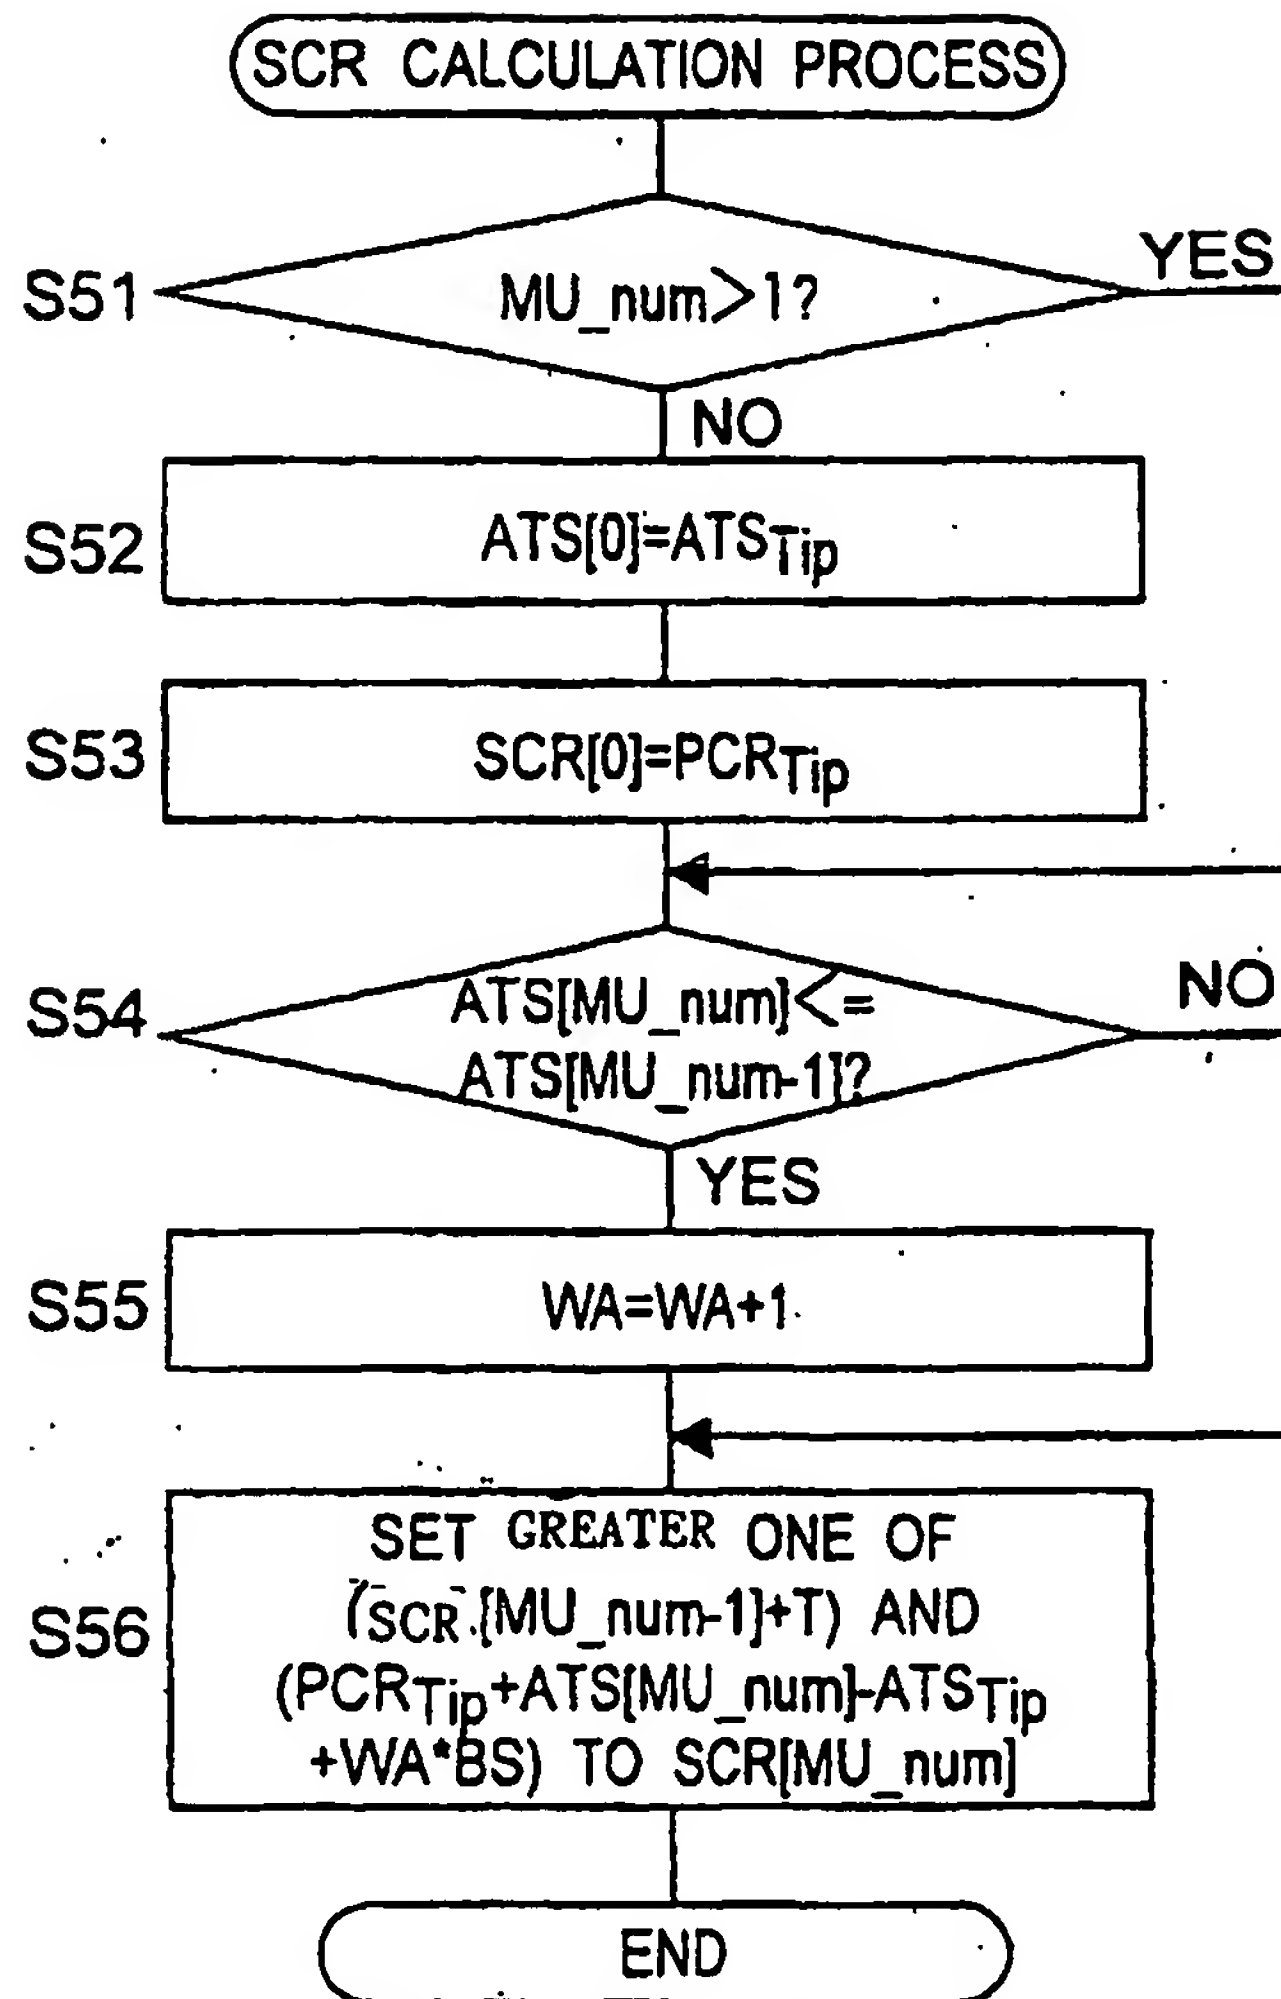 SCR CALCULATION PROCESS
YES
S51
MU_num>1?
NO
S52
ATS[0]=ATSTip
S53
SCR[0]=PCRTip
S54
ATS[MU_num]<=
NO
ATS[MU_num-1]?
YES
S55
WA=WA+1
SET GREATER ONE OF
S56
(SCR [MU_num-1]+T) AND
(PCRTip+ATS[MU_num]-ATSTip
+WA*BS) TO SCR[MU_num]
END